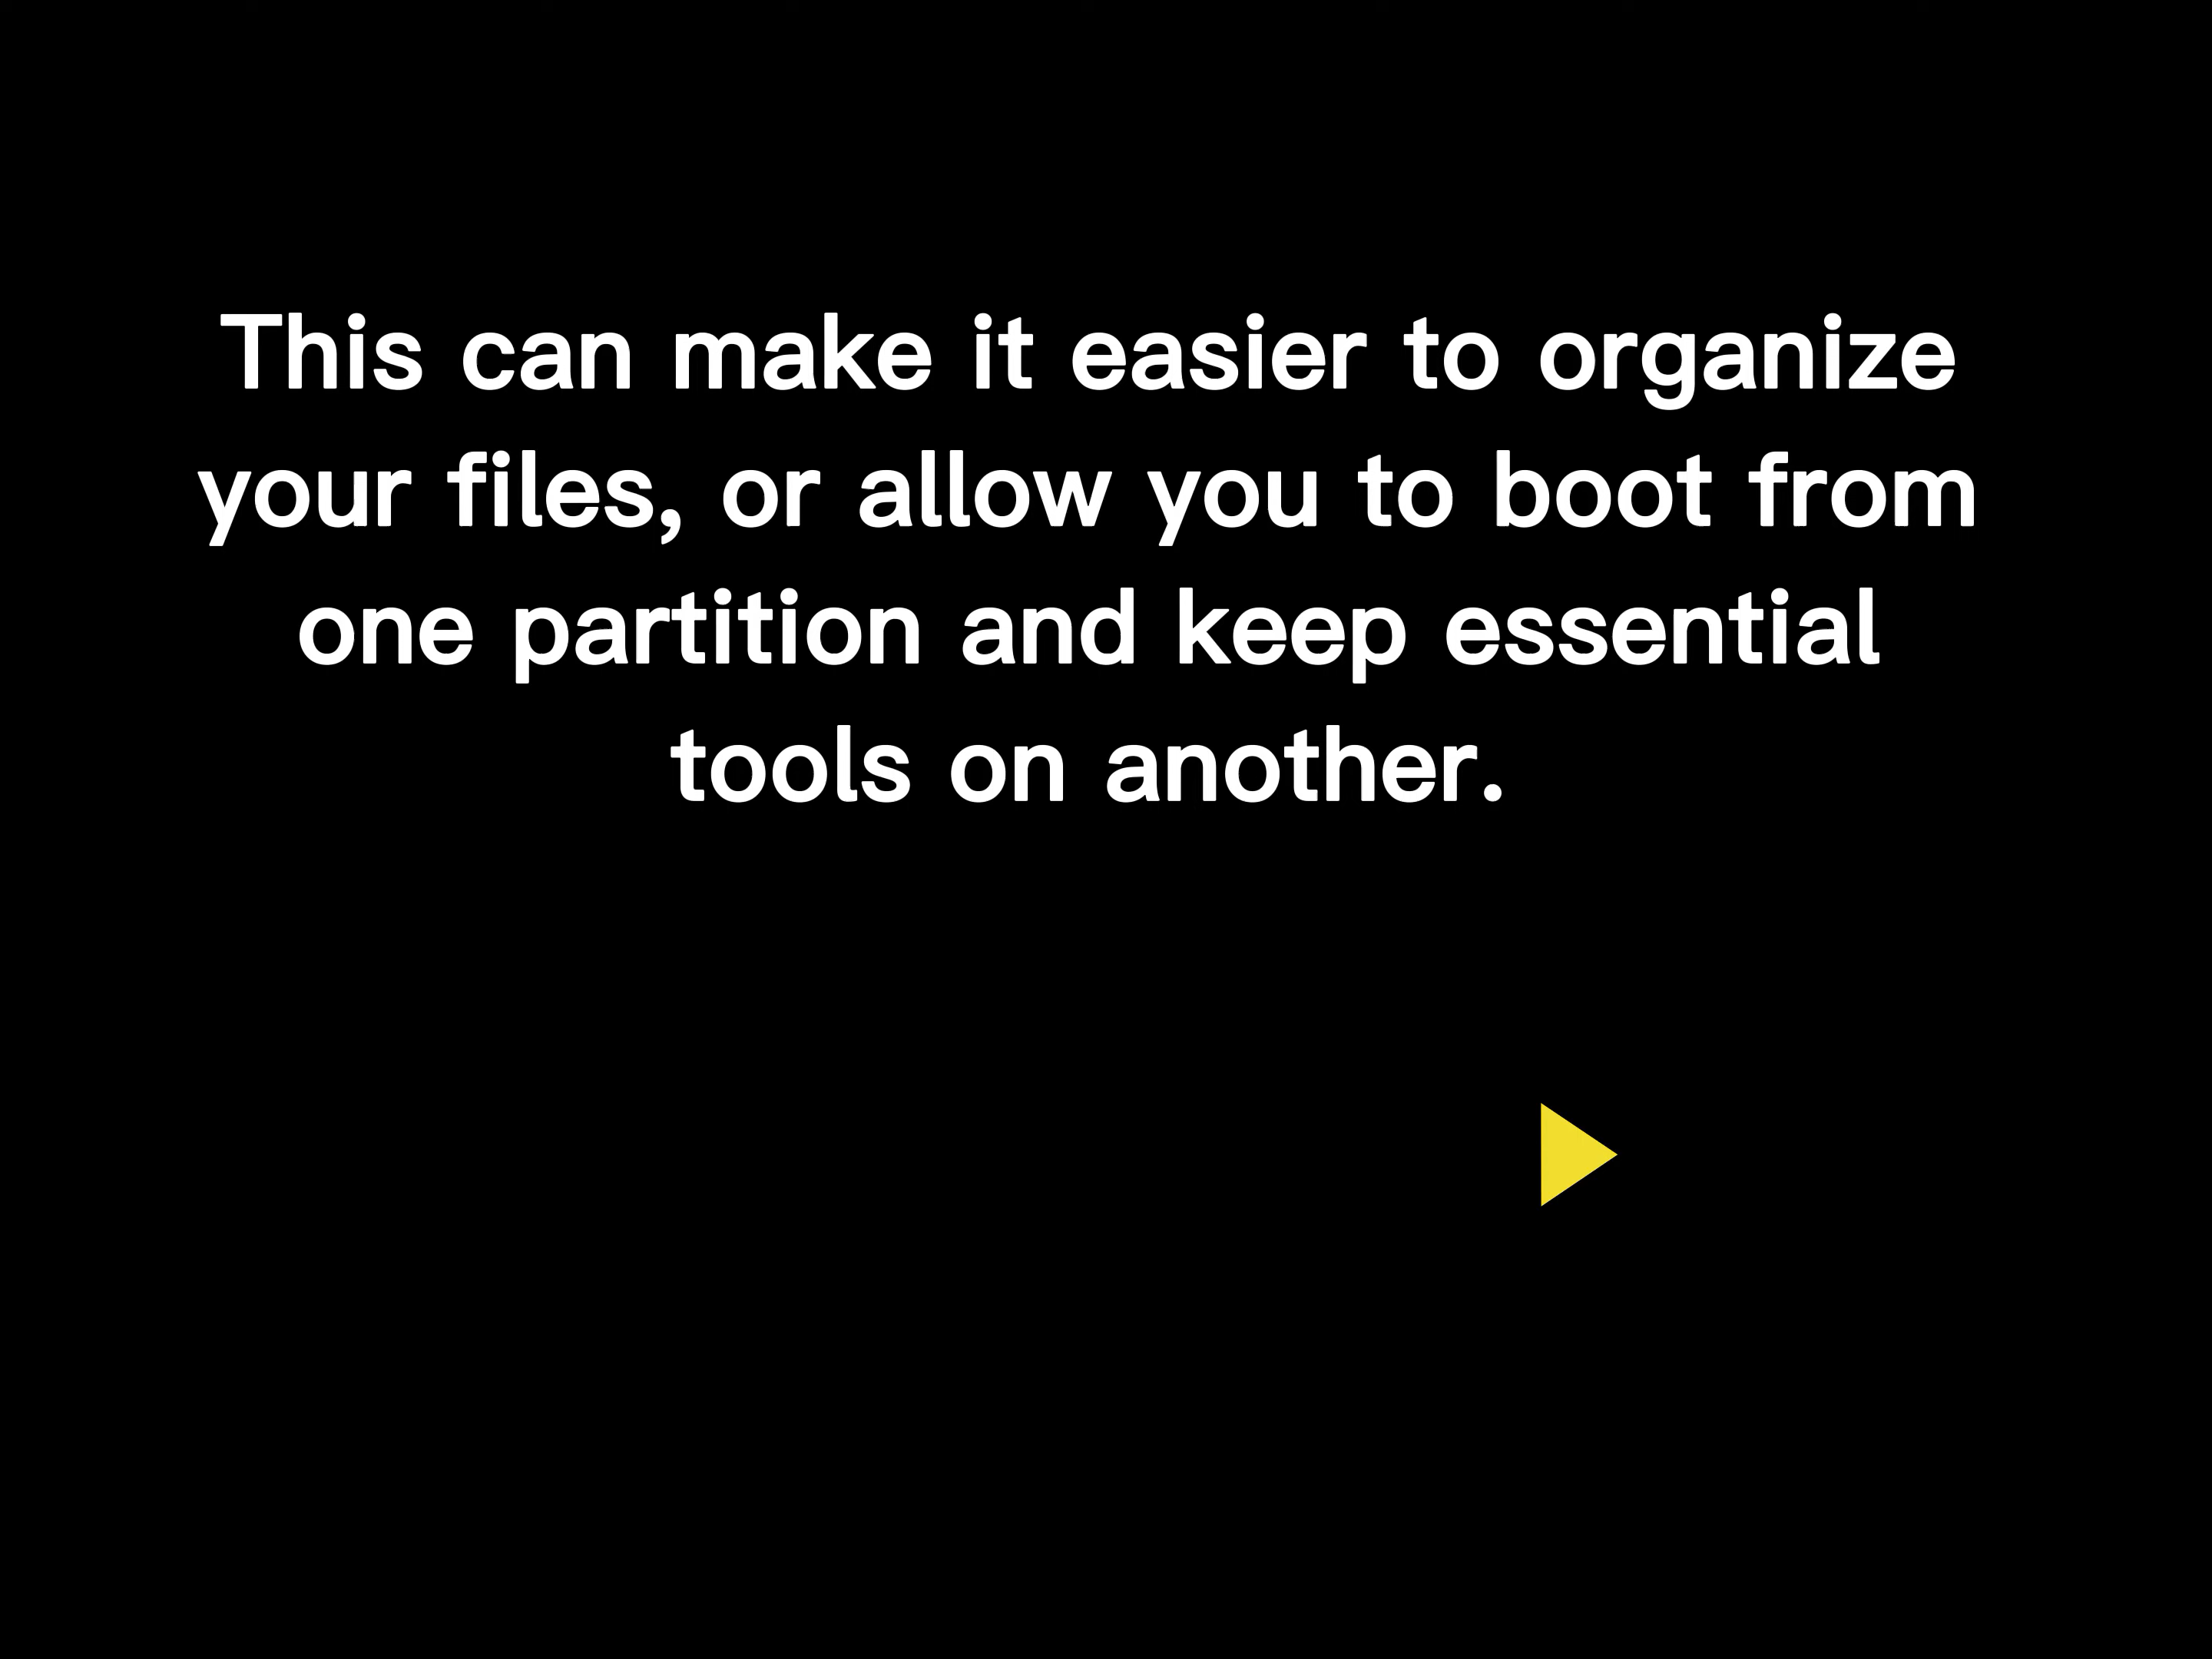 This can make it easier to organize
your files, or allow you to boot from
one partition and keep essential
tools on another.